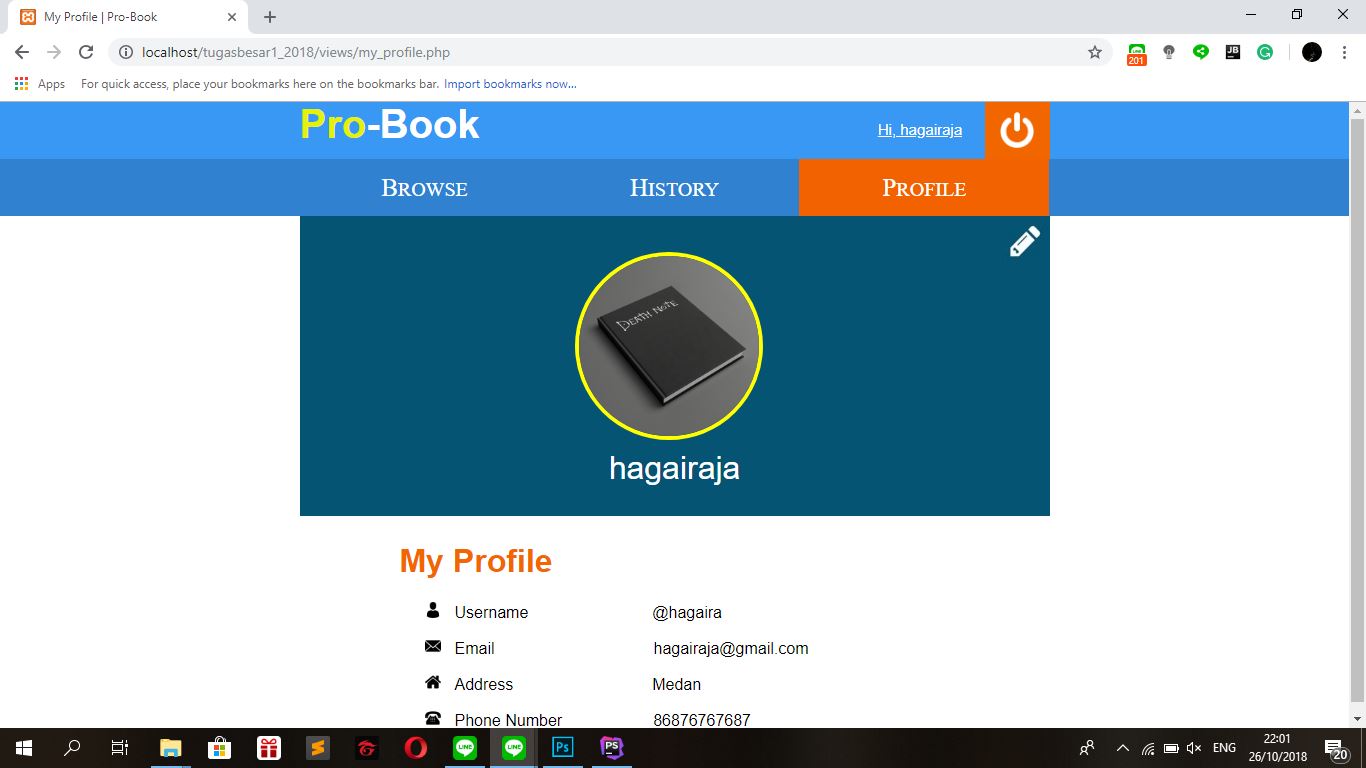 My Profile | Pro-Book
localhost/tugasbesar1_2018/views/my_profile.php
201
JB
G
Apps For quick access, place your bookmarks here on the bookmarks bar. Import bookmarks now...
Pro-Book
Hi, hagairaja
Browse History Profile
DEATH NOTE
hagairaja
My Profile
Username @hagaira
Email hagairaja@gmail.com
Address Medan
Phone Number 86876767687
LINE LINE Ps PS
ENG 22:01
26/10/2018 20